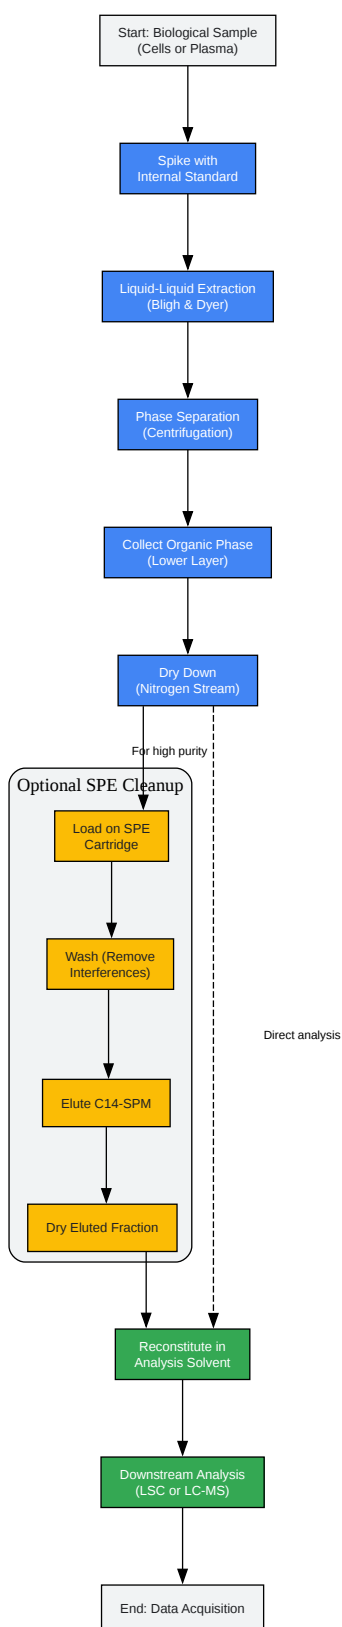 Start: Biological Sample
(Cells or Plasma)
Spike with
Internal Standard
Liquid-Liquid Extraction
(Bligh & Dyer)
Phase Separation
(Centrifugation)
Collect Organic Phase
(Lower Layer)
Dry Down
(Nitrogen Stream)
For high purity
Optional SPE Cleanup
Load on SPE
Cartridge
Wash (Remove
Interferences)
Direct analysis
Elute C14-SPM
Dry Eluted Fraction
Reconstitute in
Analysis Solvent
Downstream Analysis
(LSC or LC-MS)
End: Data Acquisition